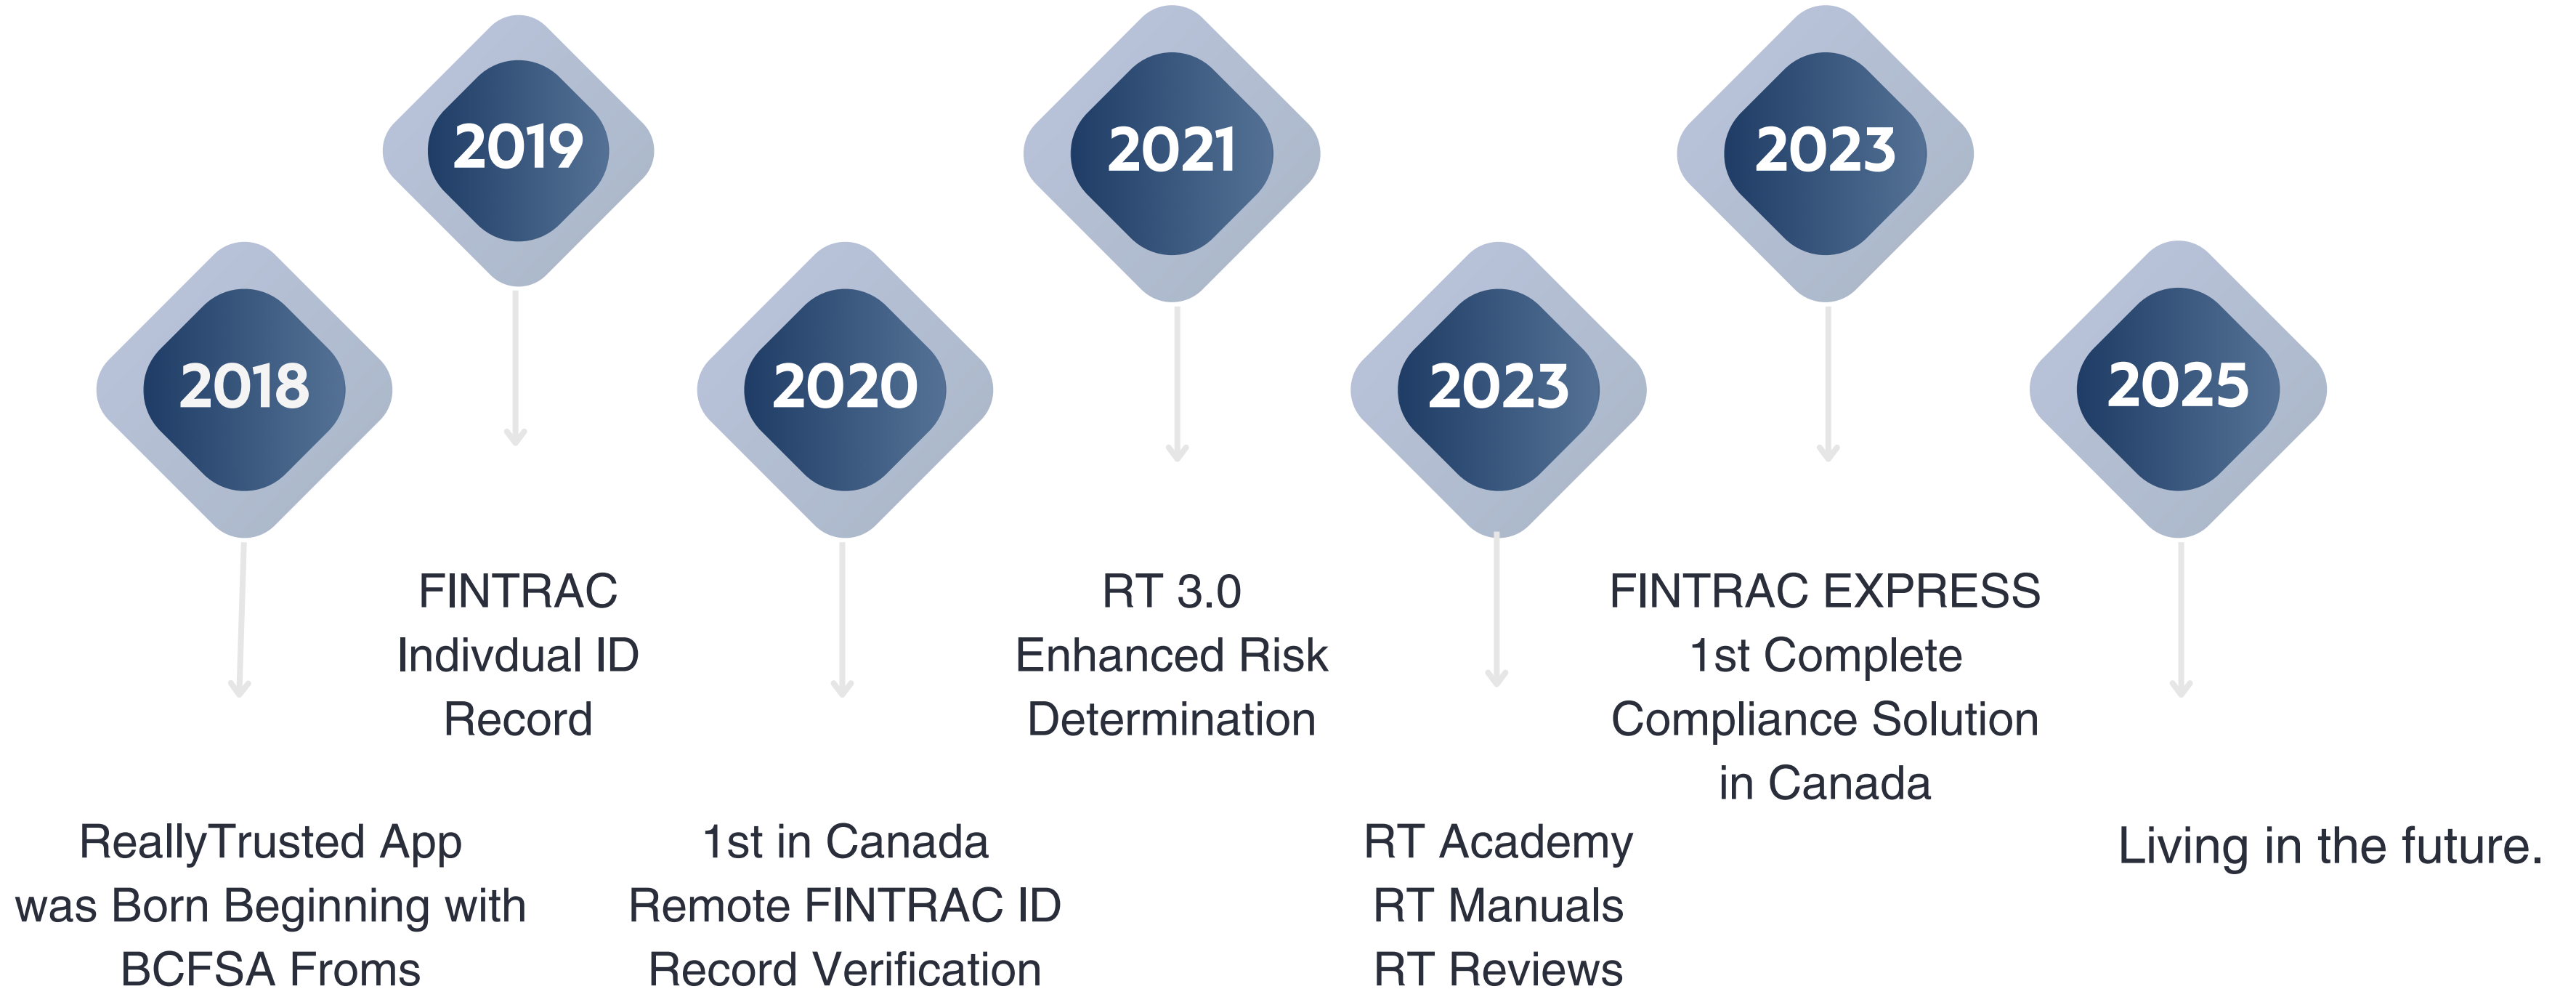 2018
ReallyTrusted App
was Born Beginning with
BCFSA Froms
2019
FINTRAC
Indivdual ID
Record
2020
1st in Canada
Remote FINTRAC ID
Record Verification
2021
RT 3.0
Enhanced Risk
Determination
2023
RT Academy
RT Manuals
RT Reviews
2023
FINTRAC EXPRESS
1st Complete
Compliance Solution
in Canada
2025
Living in the future.